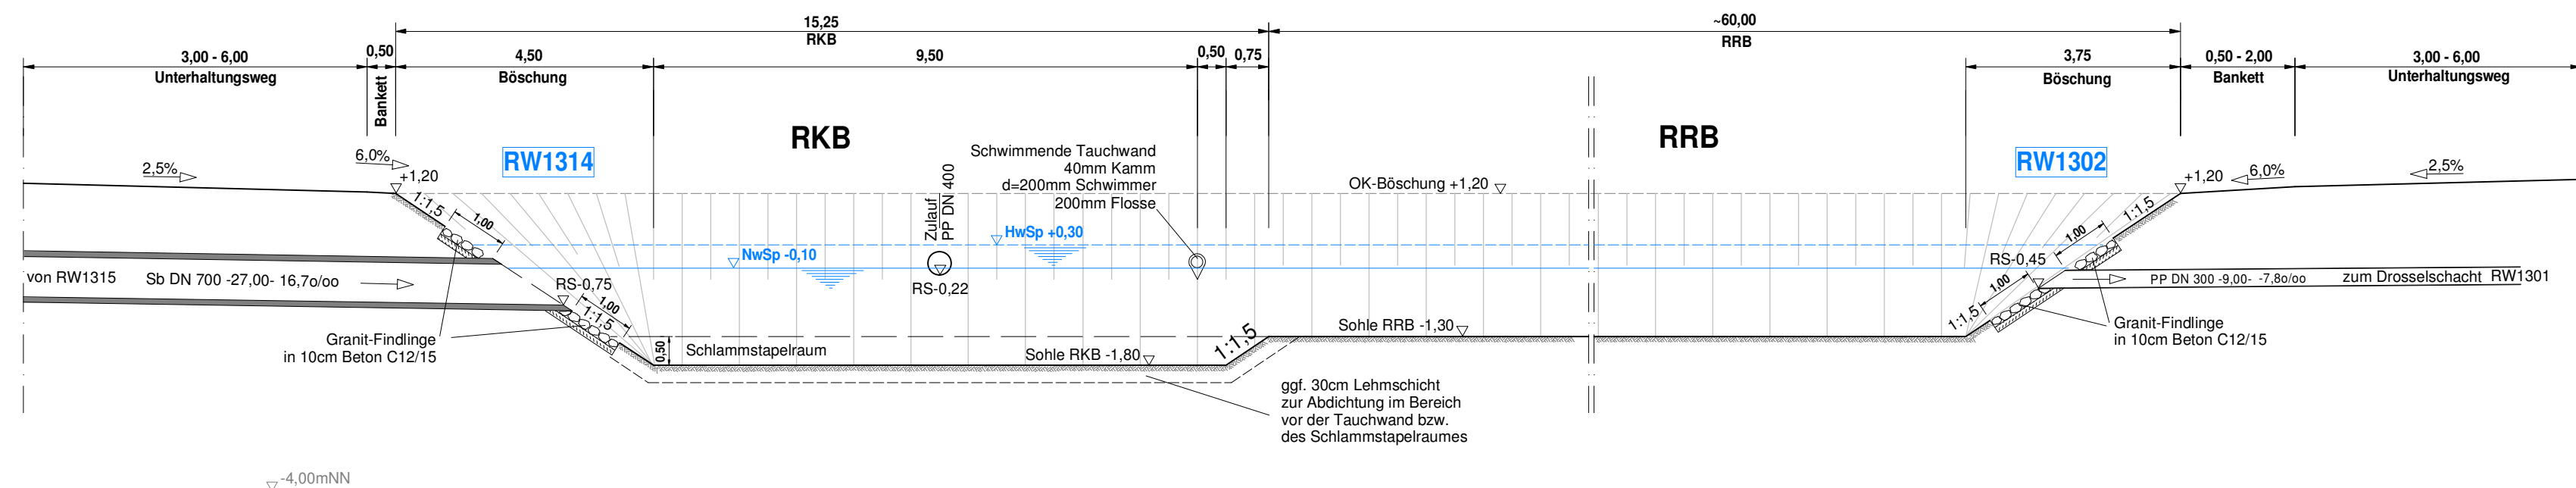 15,25
RKB
~60,00
RRB
3,00 - 6,00
Unterhaltungsweg
0,50
Bankett
4,50
Böschung
9,50
0,50
0,75
3,75
Böschung
0,50 - 2,00
Bankett
3,00 - 6,00
Unterhaltungsweg
RKB
RRB
RW1314
RW1302
2,5%
6,0%
+1,20
1:1,5
1,00
Zulauf
PP DN 400
Schwimmende Tauchwand
40mm Kamm
d=200mm Schwimmer
200mm Flosse
OK-Böschung +1,20
+1,20
6,0%
2,5%
1:1,5
1,00
HwSp +0,30
NwSp -0,10
RS-0,22
von RW1315
Sb DN 700 -27,00- 16,7o/oo
RS-0,75
1,00
1:1,5
RS-0,45
1,00
1:1,5
PP DN 300 -9,00- -7,8o/oo
zum Drosselschacht RW1301
Granit-Findlinge
in 10cm Beton C12/15
0,50
Schlammstapelraum
Sohle RKB -1,80
1:1,5
Sohle RRB -1,30
Granit-Findlinge
in 10cm Beton C12/15
ggf. 30cm Lehmschicht
zur Abdichtung im Bereich
vor der Tauchwand bzw.
des Schlammstapelraumes
-4,00mNN